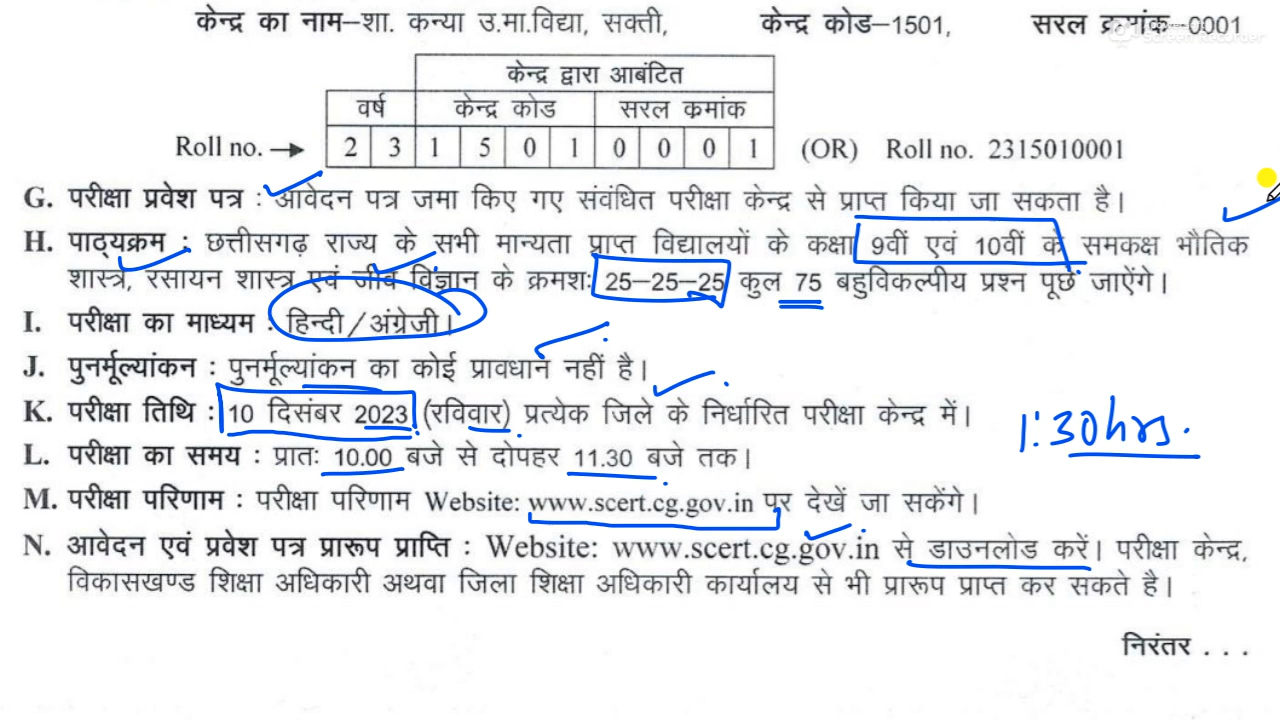 केन्द्र का नाम–शा. कन्या उ.मा.विद्या, सक्ती, केन्द्र कोड–1501, सरल क्रमांक–0001
केन्द्र द्वारा आबंटित
वर्ष केन्द्र कोड सरल कमांक
Roll no. → 2 3 1 5 0 1 0 0 0 1 (OR) Roll no. 2315010001
G. परीक्षा प्रवेश पत्र : आवेदन पत्र जमा किए गए संवंधित परीक्षा केन्द्र से प्राप्त किया जा सकता है।
H. पाठ्यक्रम : छत्तीसगढ़ राज्य के सभी मान्यता प्राप्त विद्यालयों के कक्षा 9वीं एवं 10वीं के समकक्ष भौतिक
शास्त्र, रसायन शास्त्र एवं जीव विज्ञान के क्रमशः 25–25–25 कुल 75 बहुविकल्पीय प्रश्न पूछें जाऐंगे।
I. परीक्षा का माध्यम : हिन्दी/अंग्रेजी।
J. पुनर्मूल्यांकन : पुनर्मूल्यांकन का कोई प्रावधान नहीं है।
K. परीक्षा तिथि : 10 दिसंबर 2023 (रविवार) प्रत्येक जिले के निर्धारित परीक्षा केन्द्र में।
1:30 hrs.
L. परीक्षा का समय : प्रातः 10.00 बजे से दोपहर 11.30 बजे तक।
M. परीक्षा परिणाम : परीक्षा परिणाम Website: www.scert.cg.gov.in पर देखें जा सकेंगे।
N. आवेदन एवं प्रवेश पत्र प्रारूप प्राप्ति : Website: www.scert.cg.gov.in से डाउनलोड करें। परीक्षा केन्द्र,
विकासखण्ड शिक्षा अधिकारी अथवा जिला शिक्षा अधिकारी कार्यालय से भी प्रारूप प्राप्त कर सकते है।
निरंतर . . .